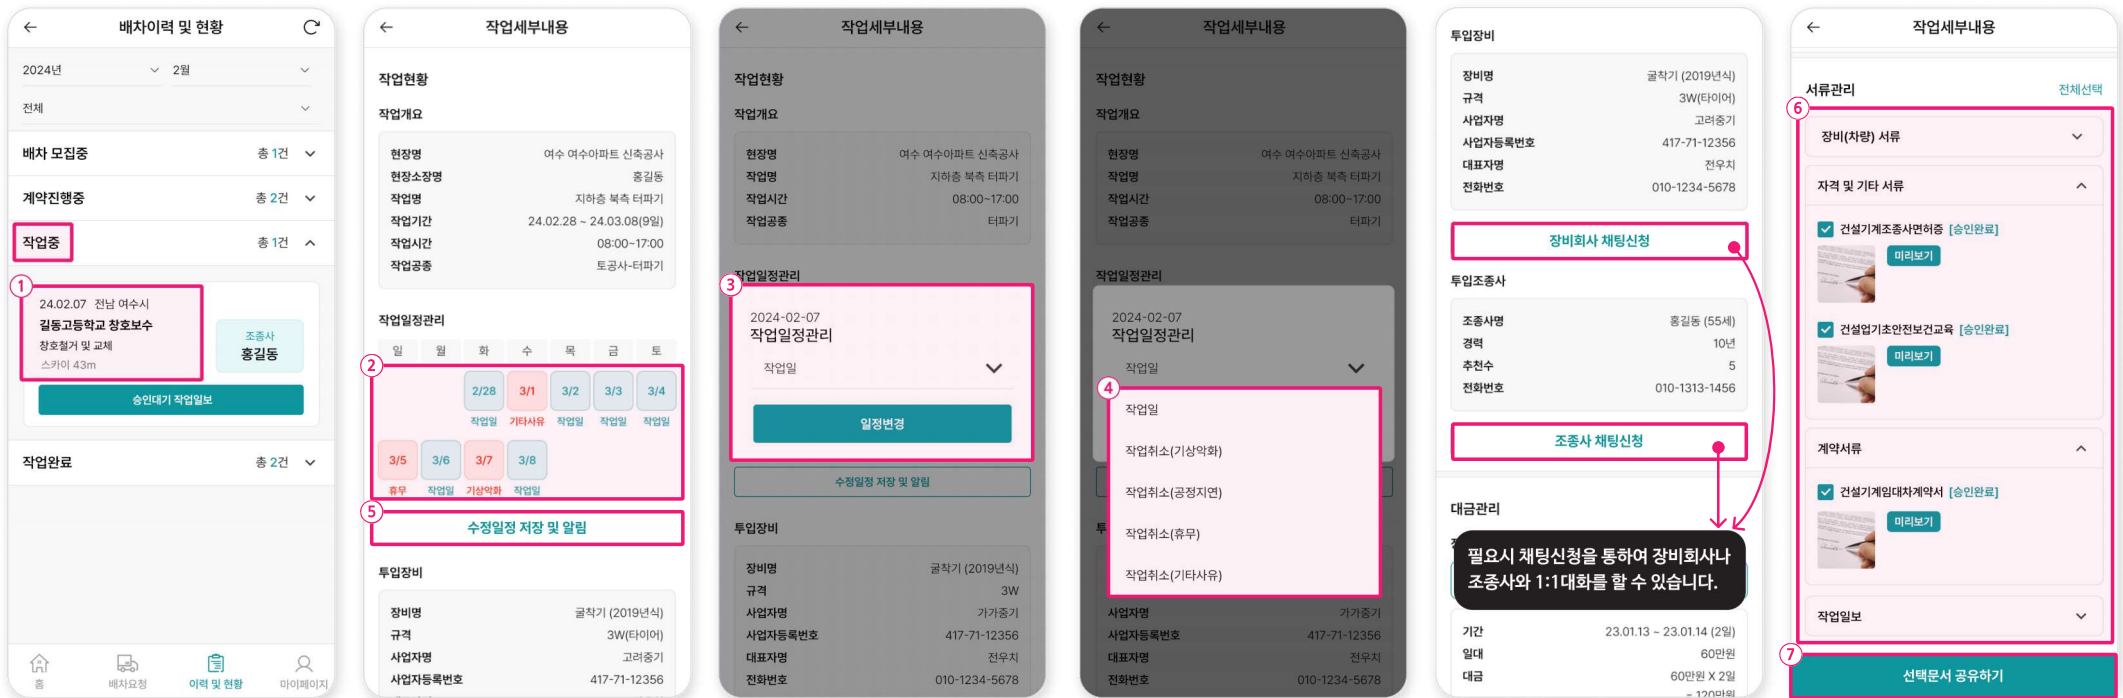 배차이력 및 현황
2024년 2월
전체
배차 모집중 총 1건
계약진행중 총 2건
작업중 총 1건
1
24.02.07 전남 여수시
길동고등학교 창호보수
창호철거 및 교체
스카이 43m
조종사
홍길동
승인대기 작업일보
작업완료 총 2건
홈 배차요청 이력 및 현황 마이페이지
작업세부내용
작업현황
작업개요
현장명 여수 여수아파트 신축공사
현장소장명 홍길동
작업명 지하층 북측 터파기
작업기간 24.02.28 ~ 24.03.08(9일)
작업시간 08:00~17:00
작업공종 토공사-터파기
작업일정관리
일 월 화 수 목 금 토
2
2/28 3/1 3/2 3/3 3/4
작업일 기타사유 작업일 작업일 작업일
3/5 3/6 3/7 3/8
휴무 작업일 기상악화 작업일
5
수정일정 저장 및 알림
투입장비
장비명 굴착기 (2019년식)
규격 3W(타이어)
사업자명 고려중기
사업자등록번호 417-71-12356
작업세부내용
작업현황
작업개요
현장명 여수 여수아파트 신축공사
작업명 지하층 북측 터파기
작업시간 08:00~17:00
작업공종 터파기
작업일정관리
3
2024-02-07
작업일정관리
작업일
일정변경
수정일정 저장 및 알림
투입장비
장비명 굴착기 (2019년식)
규격 3W
사업자명 가가중기
사업자등록번호 417-71-12356
대표자명 전우치
전화번호 010-1234-5678
작업세부내용
작업현황
작업개요
현장명 여수 여수아파트 신축공사
작업명 지하층 북측 터파기
작업시간 08:00~17:00
작업공종 터파기
작업일정관리
2024-02-07
작업일정관리
작업일
4
작업일
작업취소(기상악화)
작업취소(공정지연)
작업취소(휴무)
작업취소(기타사유)
사업자명 가가중기
사업자등록번호 417-71-12356
대표자명 전우치
전화번호 010-1234-5678
투입장비
장비명 굴착기 (2019년식)
규격 3W(타이어)
사업자명 고려중기
사업자등록번호 417-71-12356
대표자명 전우치
전화번호 010-1234-5678
장비회사 채팅신청
투입조종사
조종사명 홍길동 (55세)
경력 10년
추천수 5
전화번호 010-1313-1456
조종사 채팅신청
대금관리
필요시 채팅신청을 통하여 장비회사나
조종사와 1:1대화를 할 수 있습니다.
기간 23.01.13 ~ 23.01.14 (2일)
일대 60만원
대금 60만원 X 2일
= 120만원
작업세부내용
서류관리 전체선택
6
장비(차량) 서류
자격 및 기타 서류
건설기계조종사면허증 [승인완료]
미리보기
건설업기초안전보건교육 [승인완료]
미리보기
계약서류
건설기계임대차계약서 [승인완료]
미리보기
작업일보
7
선택문서 공유하기